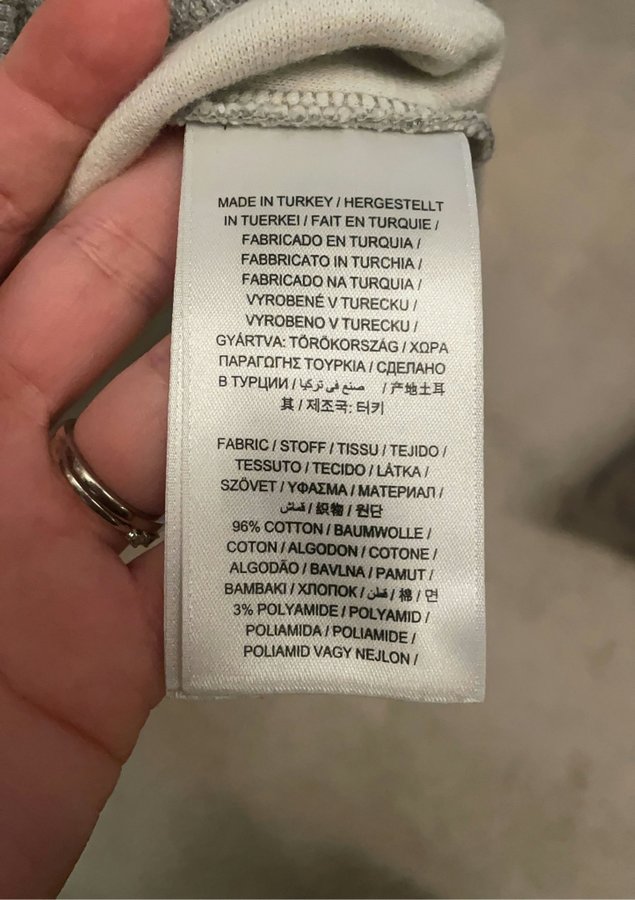 MADE IN TURKEY / HERGESTELLT
IN TUERKEI / FAIT EN TURQUIE /
FABRICADO EN TURQUIA /
FABBRICATO IN TURCHIA /
FABRICADO NA TURQUIA /
VYROBENÉ V TURECKU /
VYROBENO V TURECKU /
GYÁRTVA: TÖRÖKORSZÁG / ΧΩΡΑ
ΠΑΡΑΓΩΓΗΣ ΤΟΥΡΚΙΑ / СДЕЛАНО
В ТУРЦИИ / صنع في تركيا / 产地土耳
其 / 제조국: 터키
FABRIC / STOFF / TISSU / TEJIDO /
TESSUTO / TECIDO / LÁTKA /
SZÖVET / ΥΦΑΣΜΑ / МАТЕРИАЛ /
قماش / 织物 / 원단
96% COTTON / BAUMWOLLE /
COTON / ALGODON / COTONE /
ALGODÃO / BAVLNA / PAMUT /
ΒΑΜΒΑΚΙ / ХЛОПОК / قطن / 棉 / 면
3% POLYAMIDE / POLYAMID /
POLIAMIDA / POLIAMIDE /
POLIAMID VAGY NEJLON /